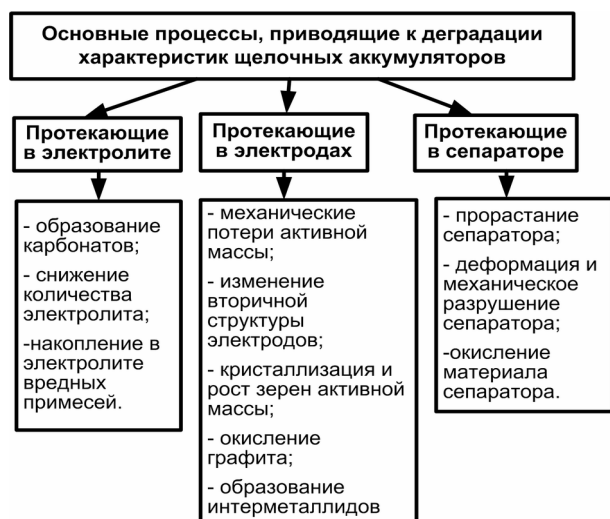 Основные процессы, приводящие к деградации
характеристик щелочных аккумуляторов
Протекающие
в электролите
Протекающие
в электродах
Протекающие
в сепараторе
- образование
карбонатов;
- снижение
количества
электролита;
-накопление в
электролите
вредных
примесей.
- механические
потери активной
массы;
- изменение
вторичной
структуры
электродов;
- кристаллизация и
рост зерен активной
массы;
- окисление
графита;
- образование
интерметаллидов
- прорастание
сепаратора;
- деформация и
механическое
разрушение
сепаратора;
-окисление
материала
сепаратора.